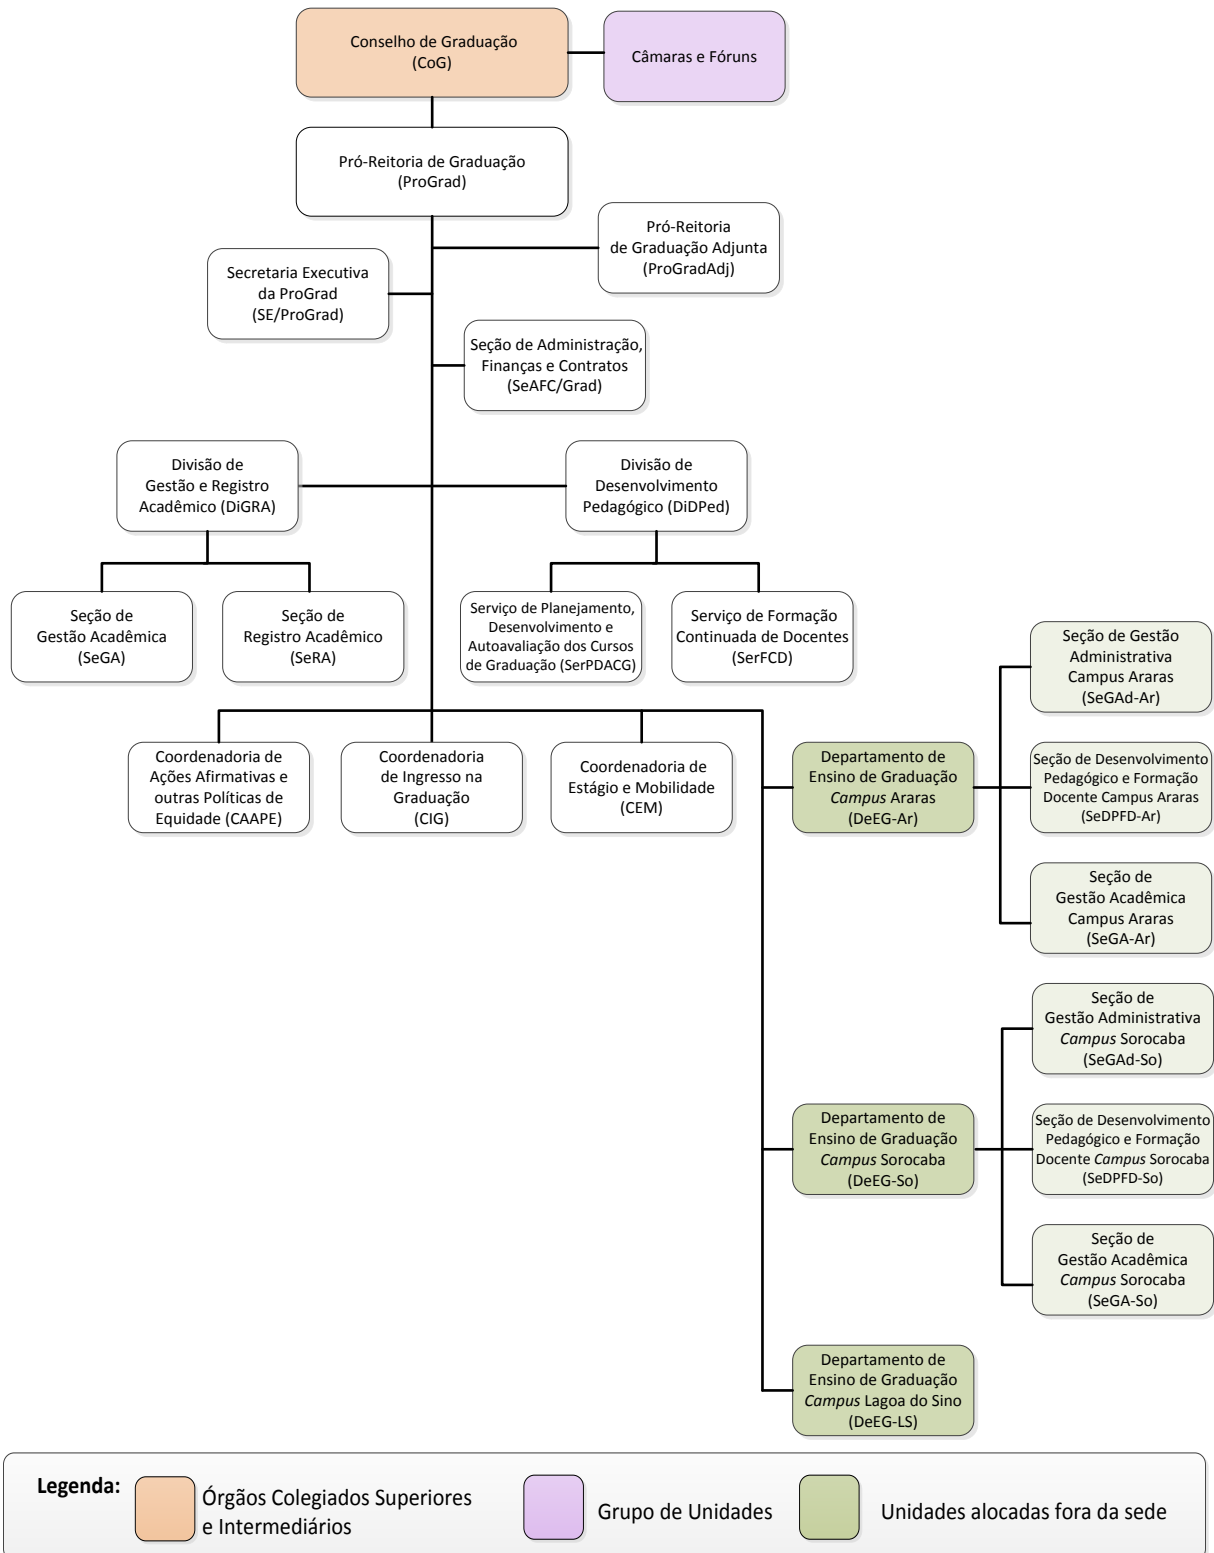 Conselho de Graduação
(CoG)
Câmaras e Fóruns
Pró-Reitoria de Graduação
(ProGrad)
Pró-Reitoria
de Graduação Adjunta
(ProGradAdj)
Secretaria Executiva
da ProGrad
(SE/ProGrad)
Seção de Administração,
Finanças e Contratos
(SeAFC/Grad)
Divisão de
Gestão e Registro
Acadêmico (DiGRA)
Divisão de
Desenvolvimento
Pedagógico (DiDPed)
Seção de
Gestão Acadêmica
(SeGA)
Seção de
Registro Acadêmico
(SeRA)
Serviço de Planejamento,
Desenvolvimento e
Autoavaliação dos Cursos
de Graduação (SerPDACG)
Serviço de Formação
Continuada de Docentes
(SerFCD)
Coordenadoria de
Ações Afirmativas e
outras Políticas de
Equidade (CAAPE)
Coordenadoria
de Ingresso na
Graduação
(CIG)
Coordenadoria de
Estágio e Mobilidade
(CEM)
Departamento de
Ensino de Graduação
Campus Araras
(DeEG-Ar)
Seção de Gestão
Administrativa
Campus Araras
(SeGAd-Ar)
Seção de Desenvolvimento
Pedagógico e Formação
Docente Campus Araras
(SeDPFD-Ar)
Seção de
Gestão Acadêmica
Campus Araras
(SeGA-Ar)
Departamento de
Ensino de Graduação
Campus Sorocaba
(DeEG-So)
Seção de
Gestão Administrativa
Campus Sorocaba
(SeGAd-So)
Seção de Desenvolvimento
Pedagógico e Formação
Docente Campus Sorocaba
(SeDPFD-So)
Seção de
Gestão Acadêmica
Campus Sorocaba
(SeGA-So)
Departamento de
Ensino de Graduação
Campus Lagoa do Sino
(DeEG-LS)
Legenda:
Órgãos Colegiados Superiores
e Intermediários
Grupo de Unidades
Unidades alocadas fora da sede